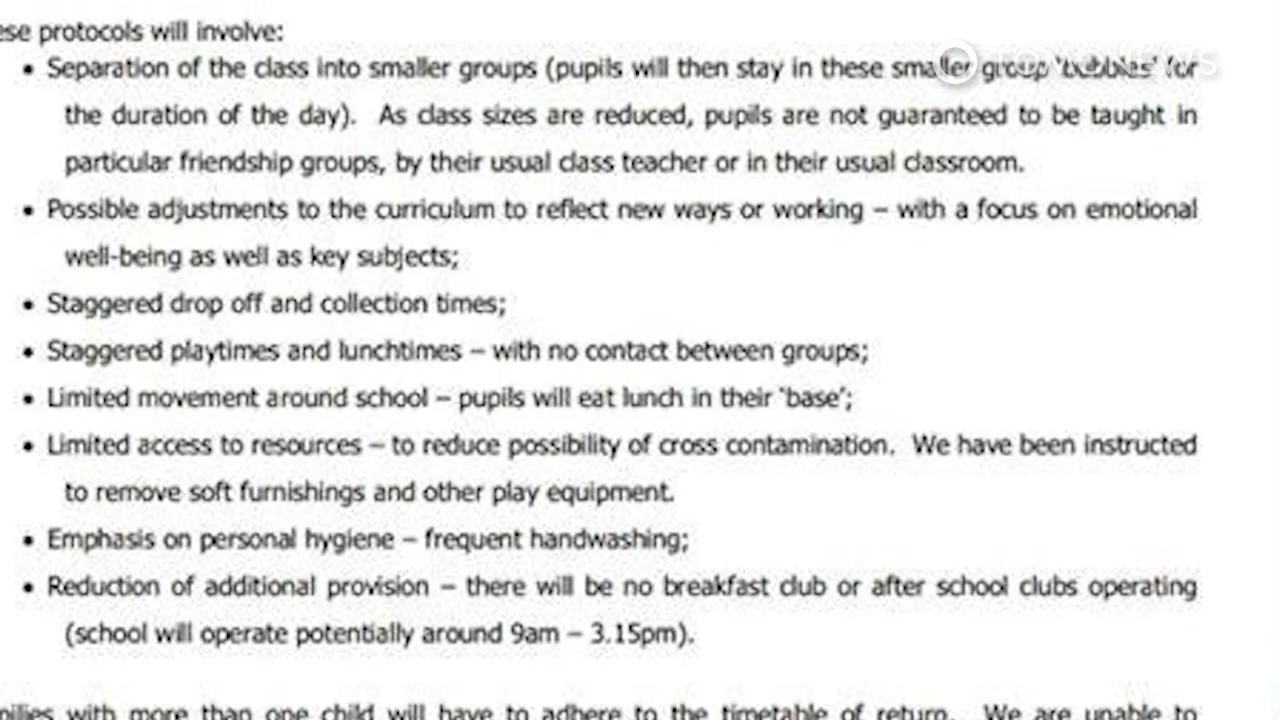 ese protocols will involve:
• Separation of the class into smaller groups (pupils will then stay in these smaller group 'bubbles' for
TOMONEWS
the duration of the day). As class sizes are reduced, pupils are not guaranteed to be taught in
particular friendship groups, by their usual class teacher or in their usual classroom.
• Possible adjustments to the curriculum to reflect new ways or working – with a focus on emotional
well-being as well as key subjects;
• Staggered drop off and collection times;
• Staggered playtimes and lunchtimes – with no contact between groups;
• Limited movement around school – pupils will eat lunch in their 'base';
• Limited access to resources – to reduce possibility of cross contamination. We have been instructed
to remove soft furnishings and other play equipment.
• Emphasis on personal hygiene – frequent handwashing;
• Reduction of additional provision – there will be no breakfast club or after school clubs operating
(school will operate potentially around 9am – 3.15pm).
nilies with more than one child will have to adhere to the timetable of return. We are unable to